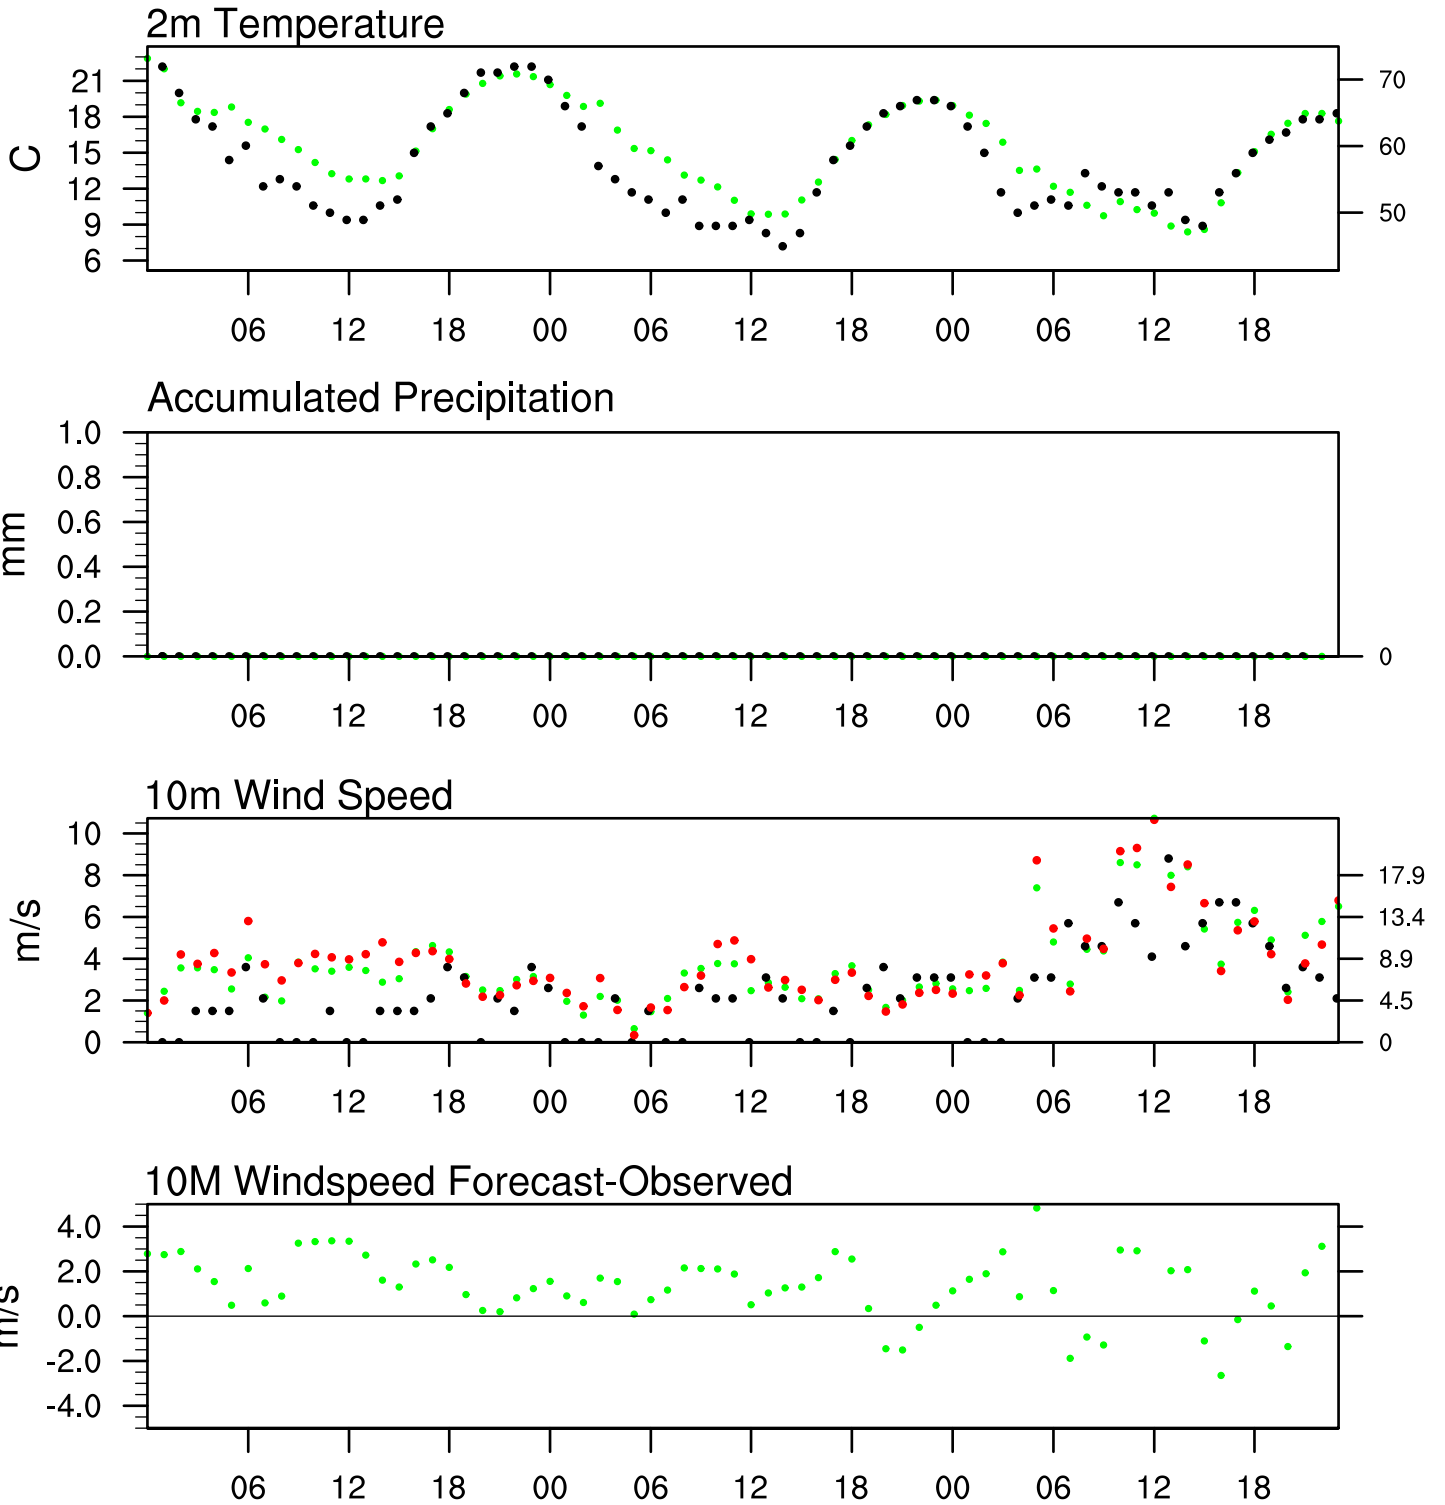 2m Temperature
21
18
15
12
9
6
C
70
60
50
06 12 18 00 06 12 18 00 06 12 18
Accumulated Precipitation
1.0
0.8
0.6
0.4
0.2
0.0
mm
0
06 12 18 00 06 12 18 00 06 12 18
10m Wind Speed
10
8
6
4
2
0
m/s
17.9
13.4
8.9
4.5
0
06 12 18 00 06 12 18 00 06 12 18
10M Windspeed Forecast-Observed
4.0
2.0
0.0
-2.0
-4.0
m/s
06 12 18 00 06 12 18 00 06 12 18